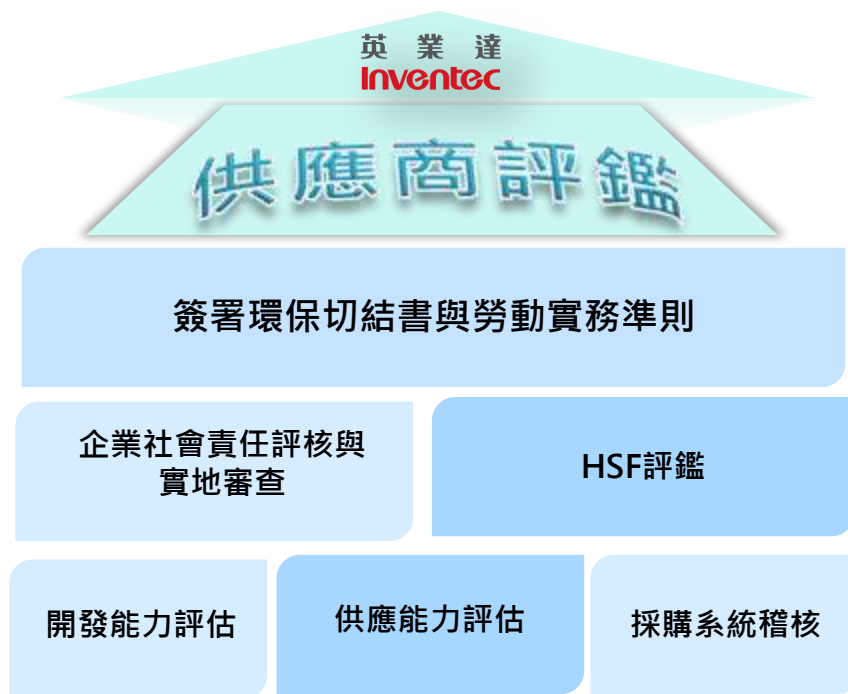 英業達
Inventec
供應商評鑑
簽署環保切結書與勞動實務準則
企業社會責任評核與
實地審查
HSF評鑑
開發能力評估
供應能力評估
採購系統稽核